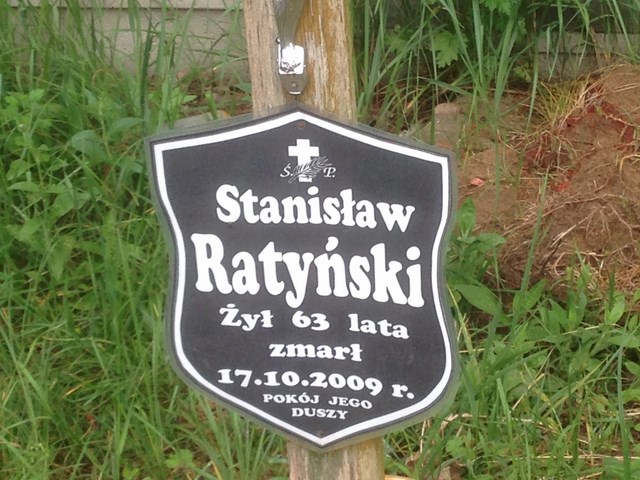 Ś. P.
Stanisław
Ratyński
Żył 63 lata
zmarł
17.10.2009 r.
POKÓJ JEGO
DUSZY